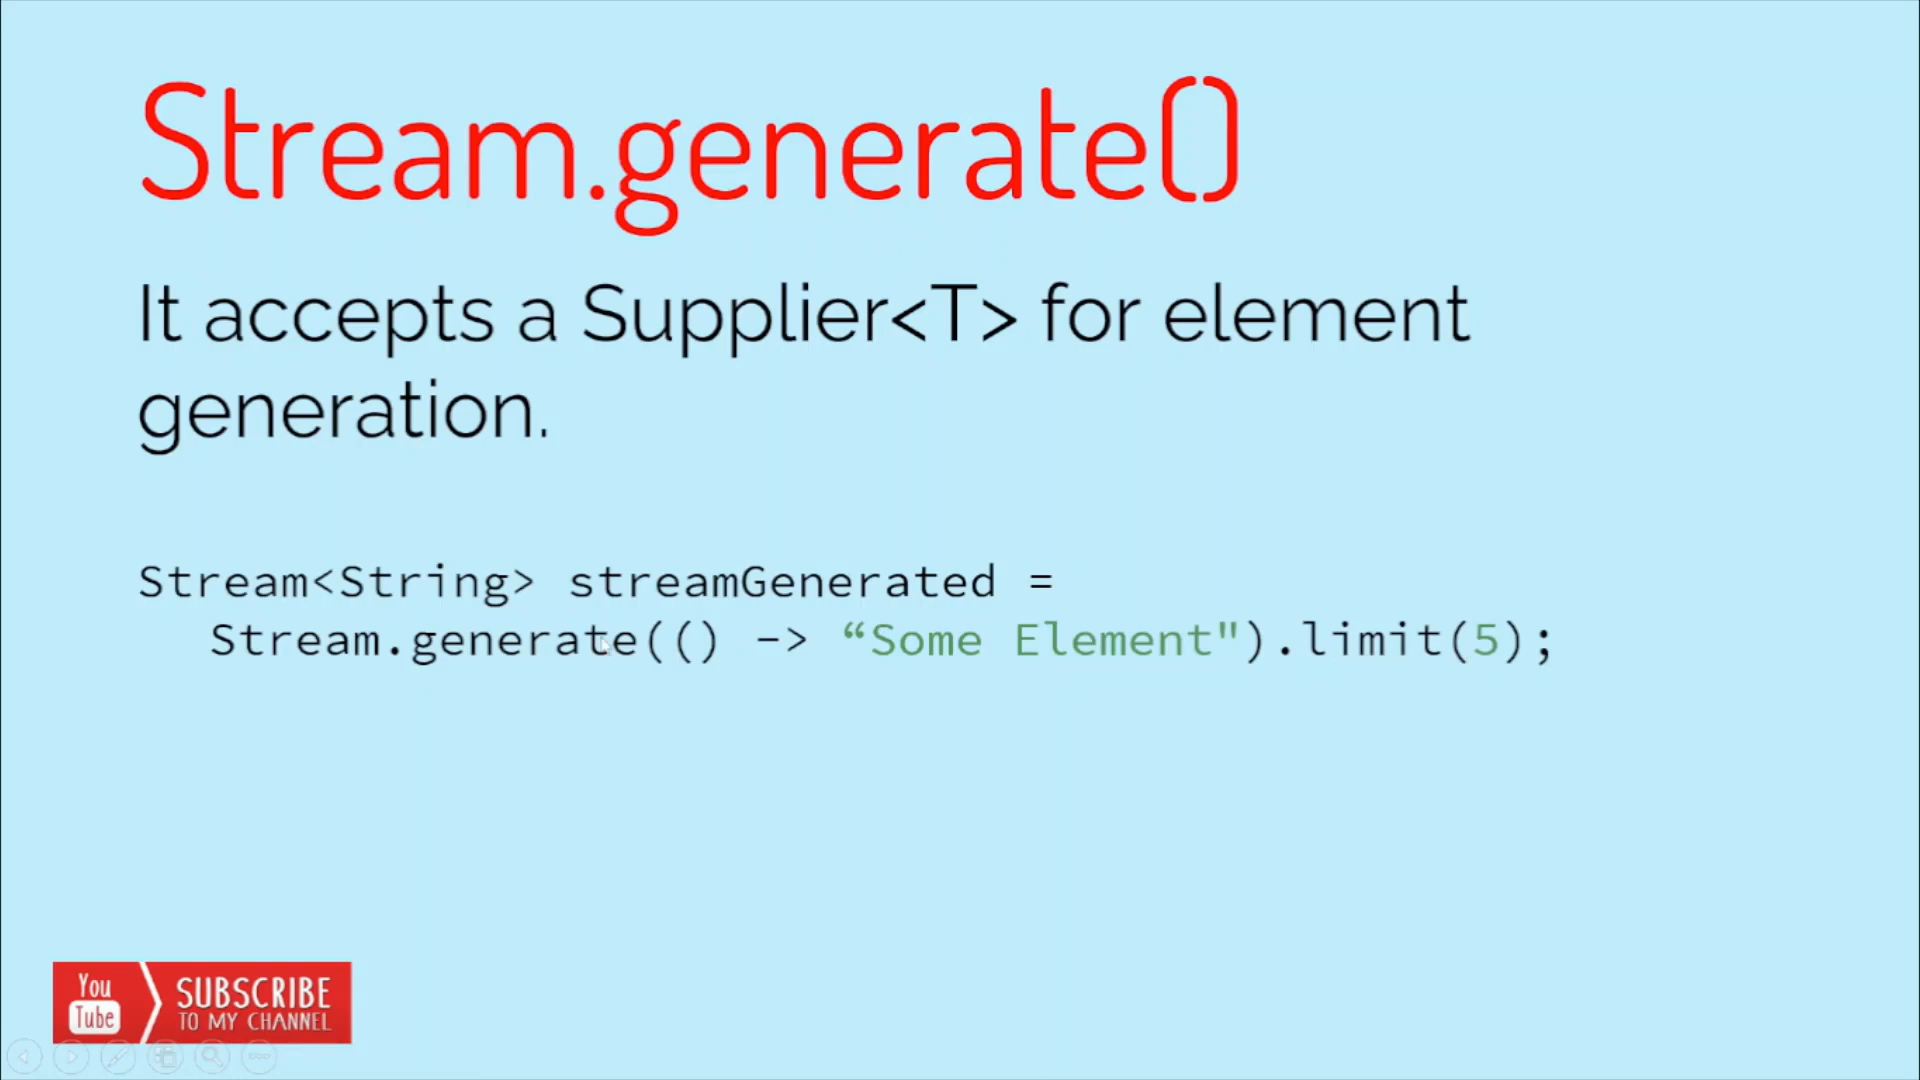 Stream.generate()
It accepts a Supplier<T> for element
generation.
Stream<String> streamGenerated =
Stream.generate(() -> “Some Element").limit(5);
You
Tube
SUBSCRIBE
TO MY CHANNEL